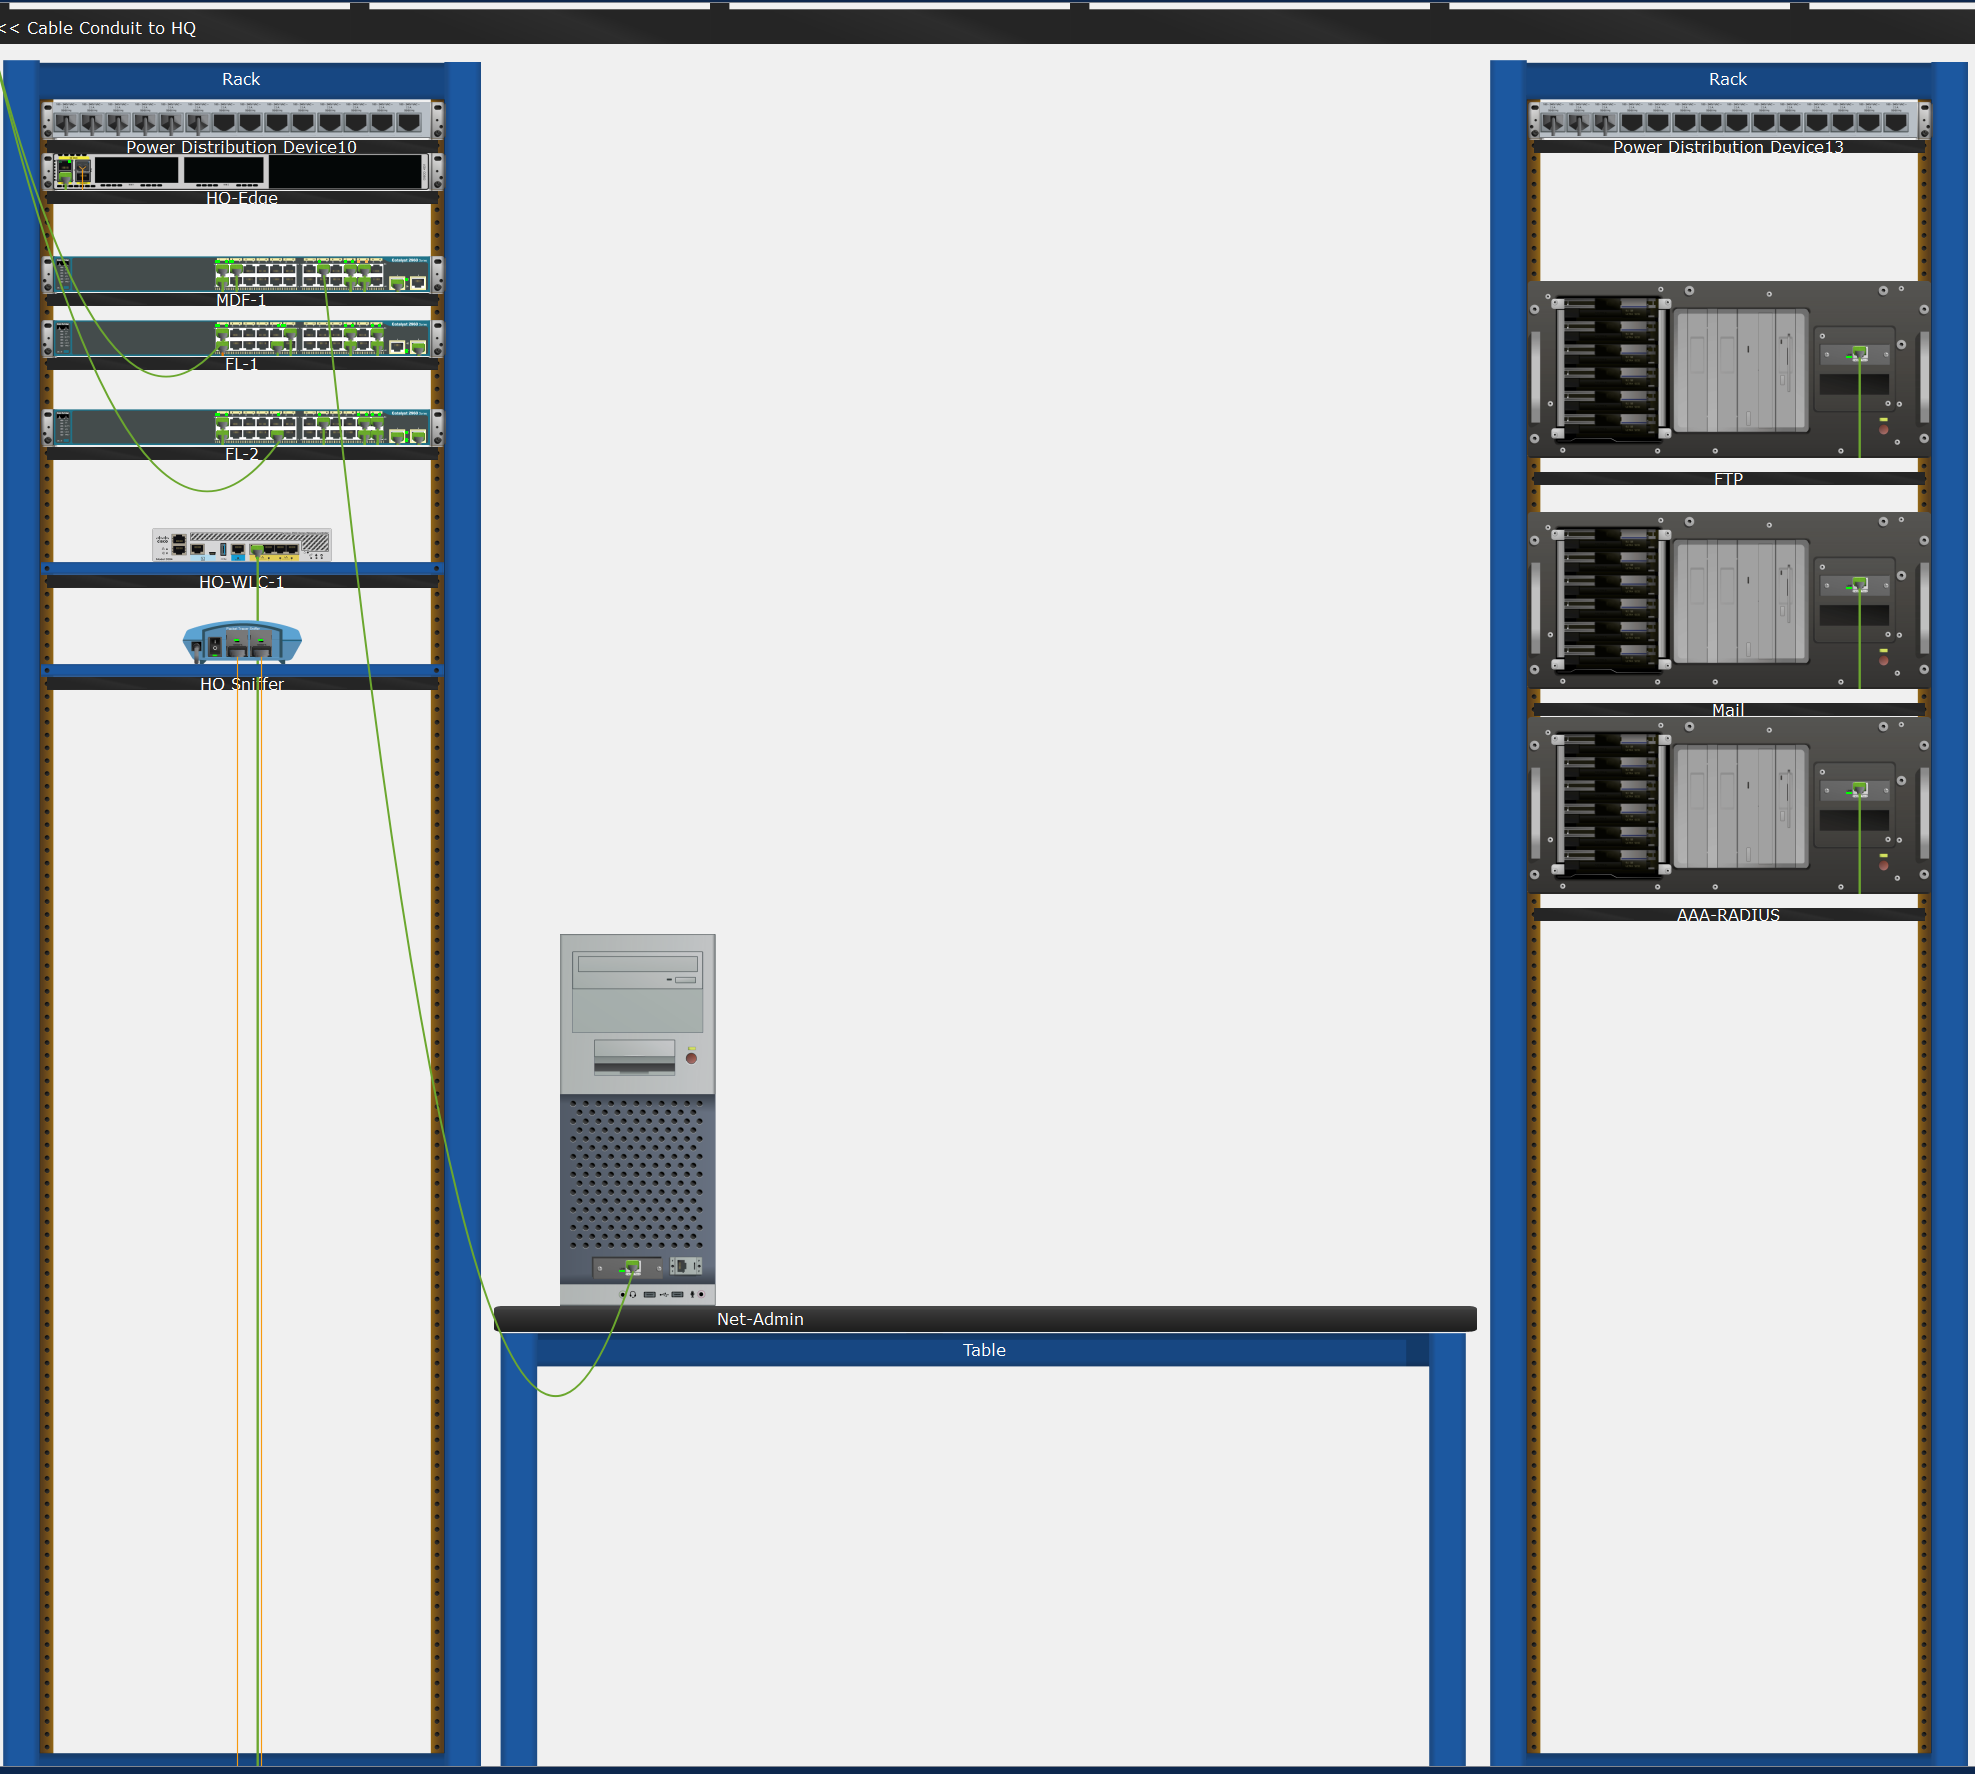 << Cable Conduit to HQ
Rack
Power Distribution Device10
HQ-Edge
MDF-1
FL-1
FL-2
HQ-WLC-1
HQ Sniffer
Net-Admin
Table
Rack
Power Distribution Device13
FTP
Mail
AAA-RADIUS